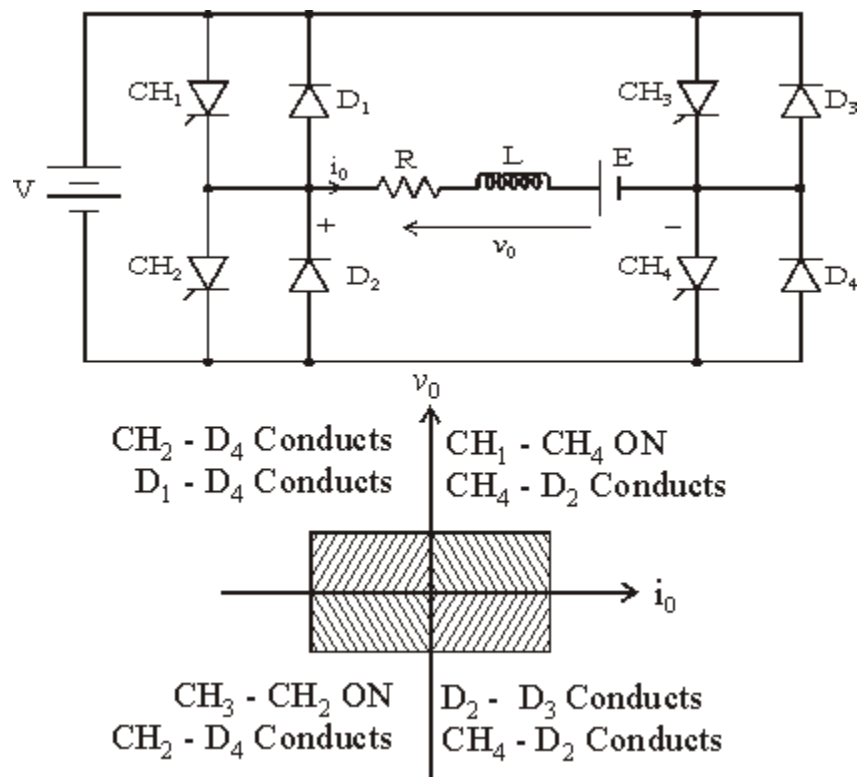 CH₁
D₁
CH₃
D₃
V
i₀
R
L
E
+
v₀
−
CH₂
D₂
CH₄
D₄
v₀
CH₂ - D₄ Conducts
D₁ - D₄ Conducts
CH₁ - CH₄ ON
CH₄ - D₂ Conducts
i₀
CH₃ - CH₂ ON
CH₂ - D₄ Conducts
D₂ - D₃ Conducts
CH₄ - D₂ Conducts